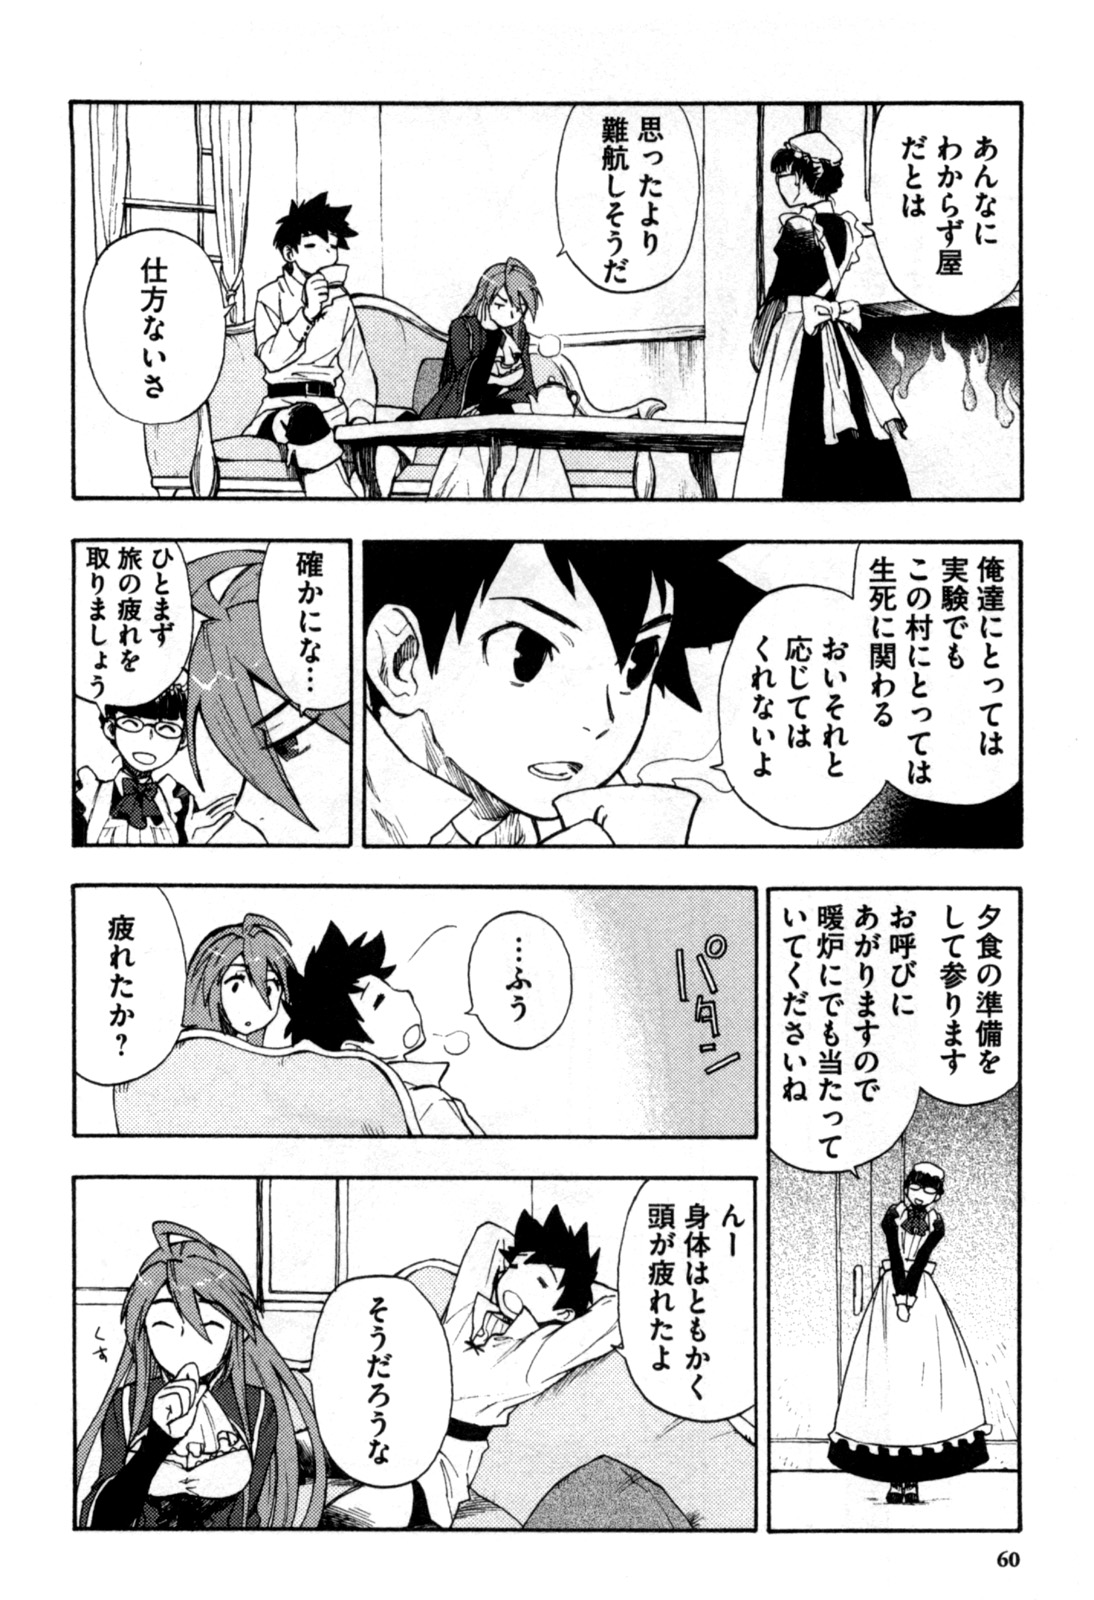 あんなに
わからず屋
だとは
思ったより
難航しそうだ
仕方ないさ
俺達にとっては
実験でも
この村にとっては
生死に関わる
おいそれと
応じては
くれないよ
確かにな…
ひとまず
旅の疲れを
取りましょう
夕食の準備を
して参ります
お呼びに
あがりますので
暖炉にでも当たって
いてくださいね
パタン
…ふう
疲れたか?
んー
身体はともかく
頭が疲れたよ
そうだろうな
くす
60